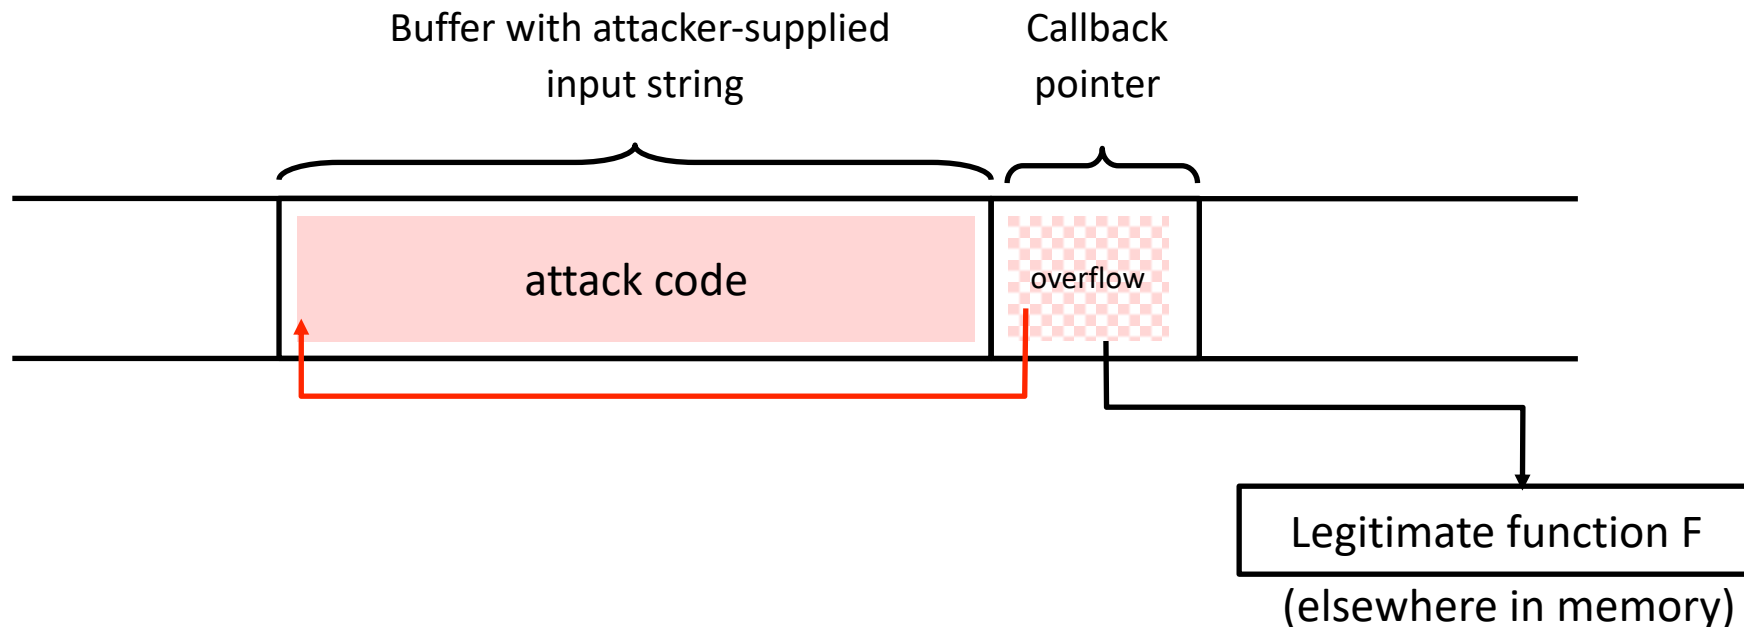 Buffer with attacker-supplied
input string
Callback
pointer
attack code
overflow
Legitimate function F
(elsewhere in memory)